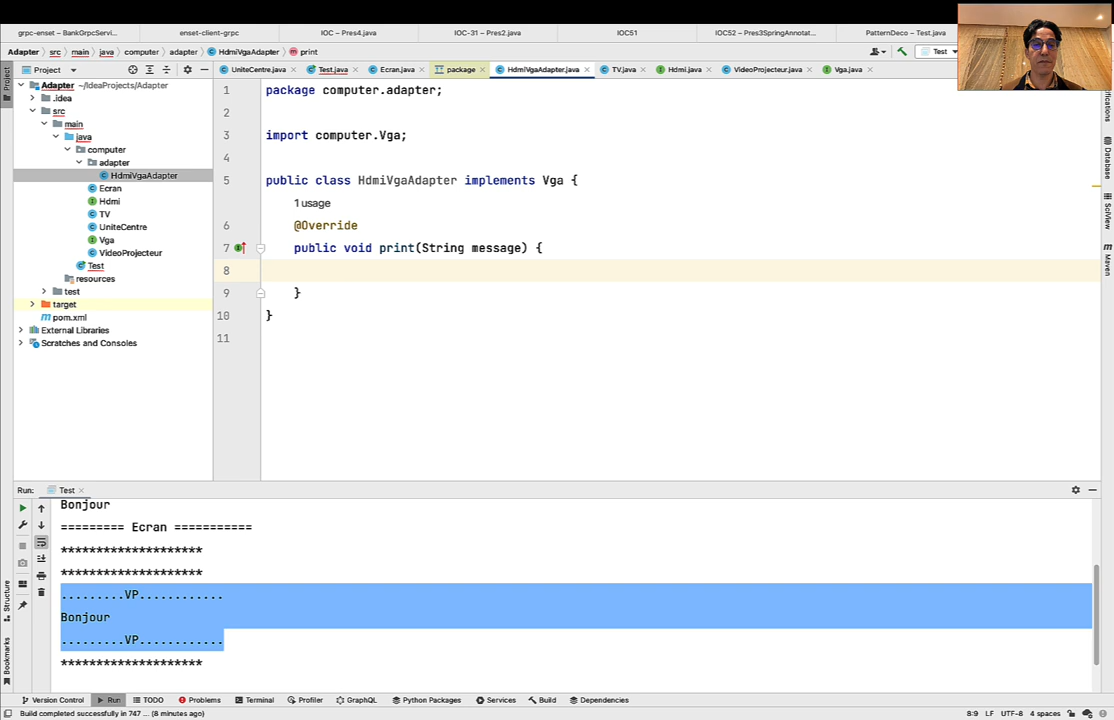 grpc-enset – BankGrpcServi...
enset-client-grpc
IOC – Pres4.java
IOC-31 – Pres2.java
IOC51
IOC52 – Pres3SpringAnnotat...
PatternDeco – Test.java
Adapter
src
main
java
computer
adapter
HdmiVgaAdapter
print
Test
Project
UniteCentre.java
Test.java
Ecran.java
package
HdmiVgaAdapter.java
TV.java
Hdmi.java
VideoProjecteur.java
Vga.java
Project
Adapter ~/IdeaProjects/Adapter
.idea
src
main
java
computer
adapter
HdmiVgaAdapter
Ecran
Hdmi
TV
UniteCentre
Vga
VideoProjecteur
Test
resources
test
target
pom.xml
External Libraries
Scratches and Consoles
1 package computer.adapter;
2
3 import computer.Vga;
4
5 public class HdmiVgaAdapter implements Vga {
1 usage
6 @Override
7 public void print(String message) {
8
9 }
10 }
11
Database
SciView
Maven
Run: Test
Bonjour
========= Ecran ===========
********************
********************
.........VP............
Bonjour
.........VP............
********************
Structure
Bookmarks
Version Control
Run
TODO
Problems
Terminal
Profiler
GraphQL
Python Packages
Services
Build
Dependencies
Build completed successfully in 747 ... (8 minutes ago)
8:9 LF UTF-8 4 spaces